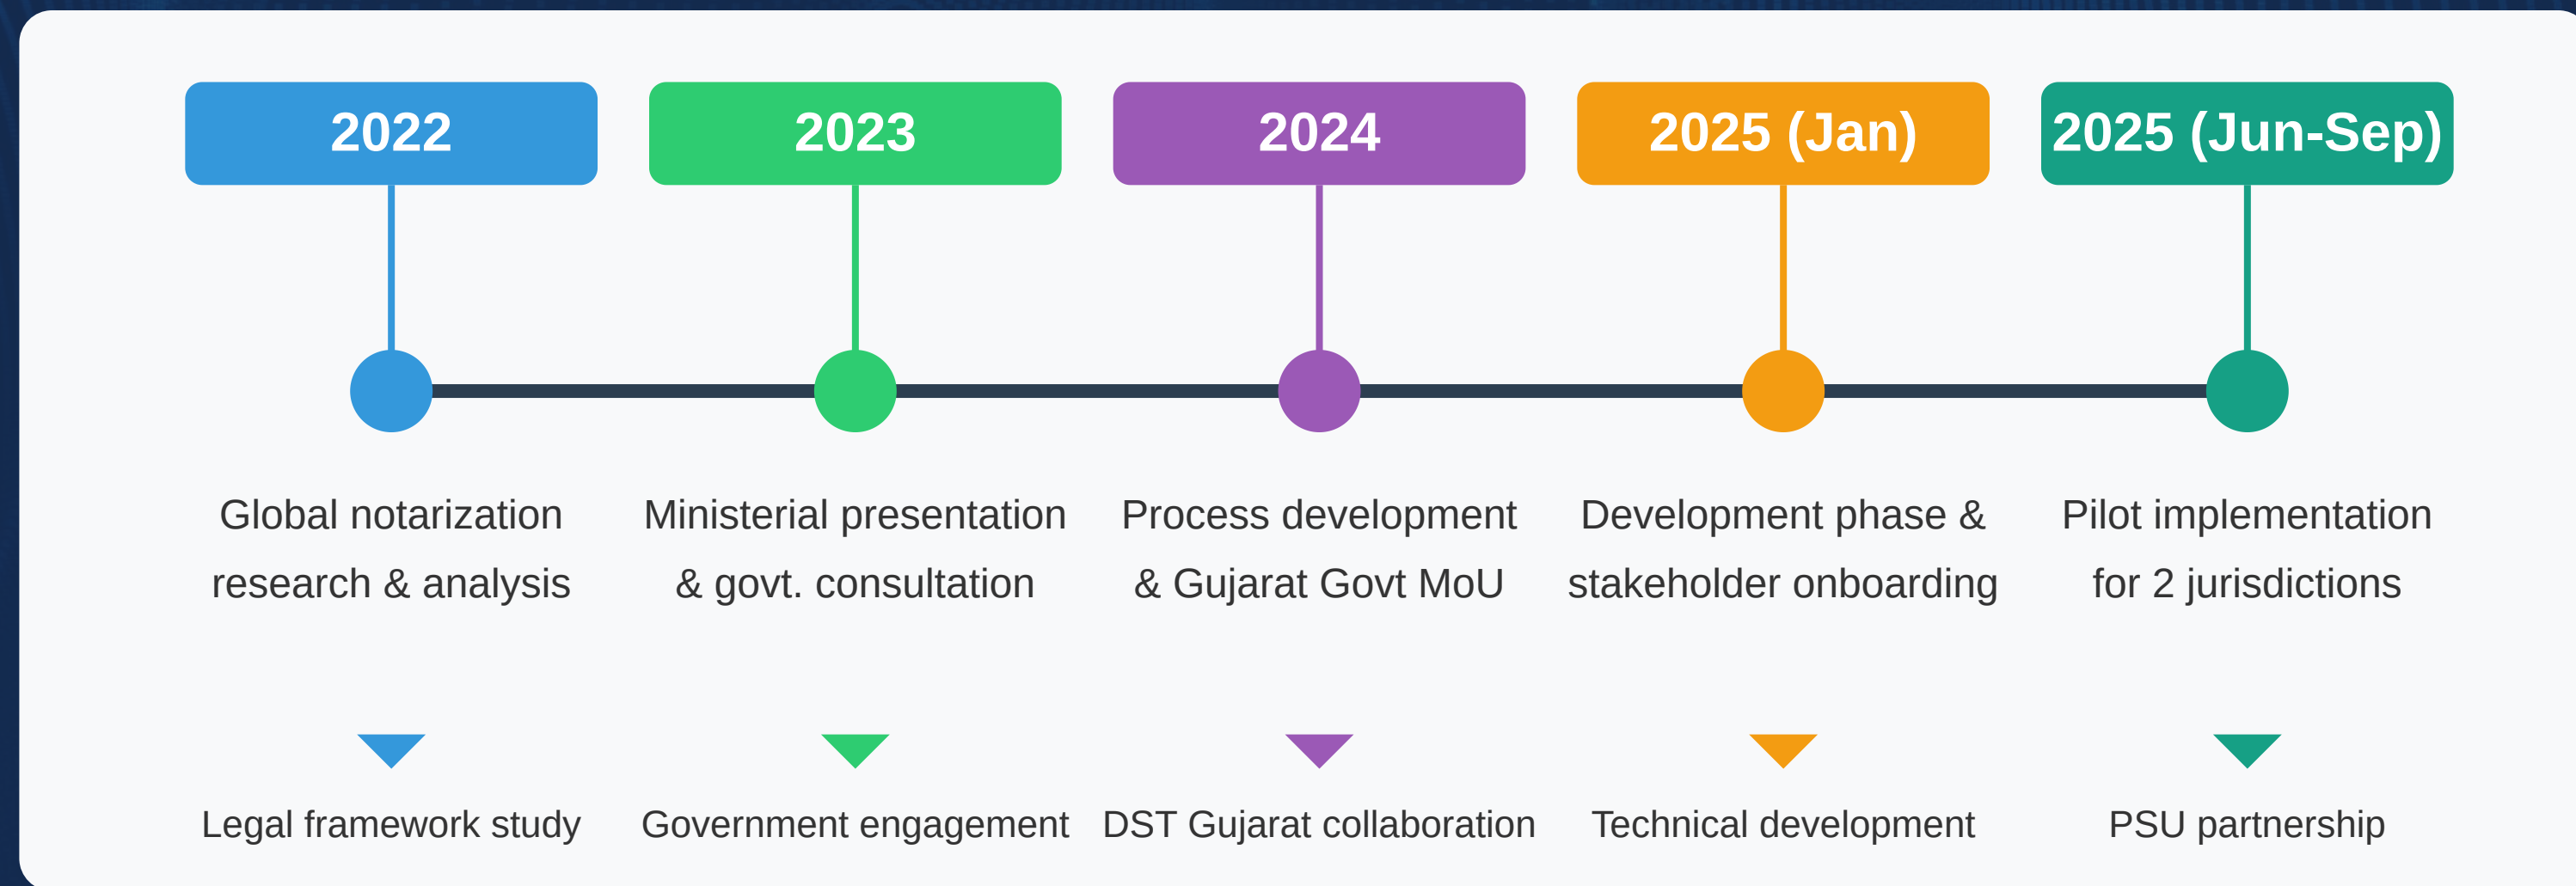 2022
2023
2024
2025 (Jan)
2025 (Jun-Sep)
Global notarization
research & analysis
Ministerial presentation
& govt. consultation
Process development
& Gujarat Govt MoU
Development phase &
stakeholder onboarding
Pilot implementation
for 2 jurisdictions
Legal framework study
Government engagement
DST Gujarat collaboration
Technical development
PSU partnership